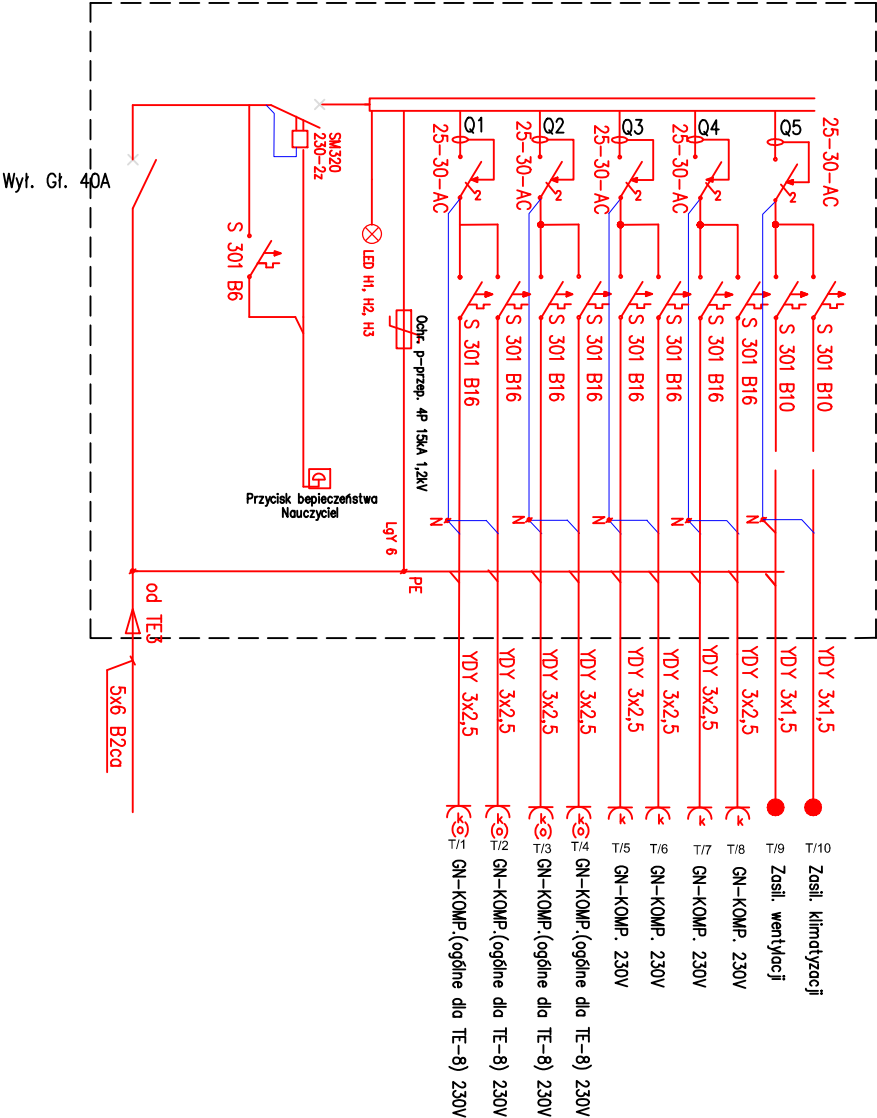 Wył. Gł. 40A
S 301 B6
SM320
230-2z
LED H1, H2, H3
Ochr. p-przep. 4P 15kA 1,2kV
Przycisk bepieczeństwa
Nauczyciel
LgY 6
PE
od TE3
5x6 B2ca
Q1
25-30-AC
2
Q2
25-30-AC
2
Q3
25-30-AC
2
Q4
25-30-AC
2
Q5
25-30-AC
2
S 301 B16
S 301 B16
S 301 B16
S 301 B16
S 301 B16
S 301 B16
S 301 B16
S 301 B16
S 301 B10
S 301 B10
N
N
N
N
N
YDY 3x2,5
YDY 3x2,5
YDY 3x2,5
YDY 3x2,5
YDY 3x2,5
YDY 3x2,5
YDY 3x2,5
YDY 3x2,5
YDY 3x1,5
YDY 3x1,5
k
k
k
k
k
k
k
k
T/1
GN-KOMP.(ogólne dla TE-8) 230V
T/2
GN-KOMP.(ogólne dla TE-8) 230V
T/3
GN-KOMP.(ogólne dla TE-8) 230V
T/4
GN-KOMP.(ogólne dla TE-8) 230V
T/5
GN-KOMP. 230V
T/6
GN-KOMP. 230V
T/7
GN-KOMP. 230V
T/8
GN-KOMP. 230V
T/9
Zasil. wentylacji
T/10
Zasil. klimatyzacji